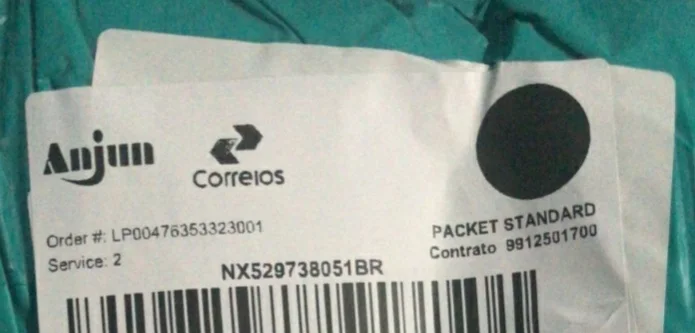 Anjun
Correios
PACKET STANDARD
Contrato 9912501700
Order #: LP00476353323001
Service: 2
NX529738051BR